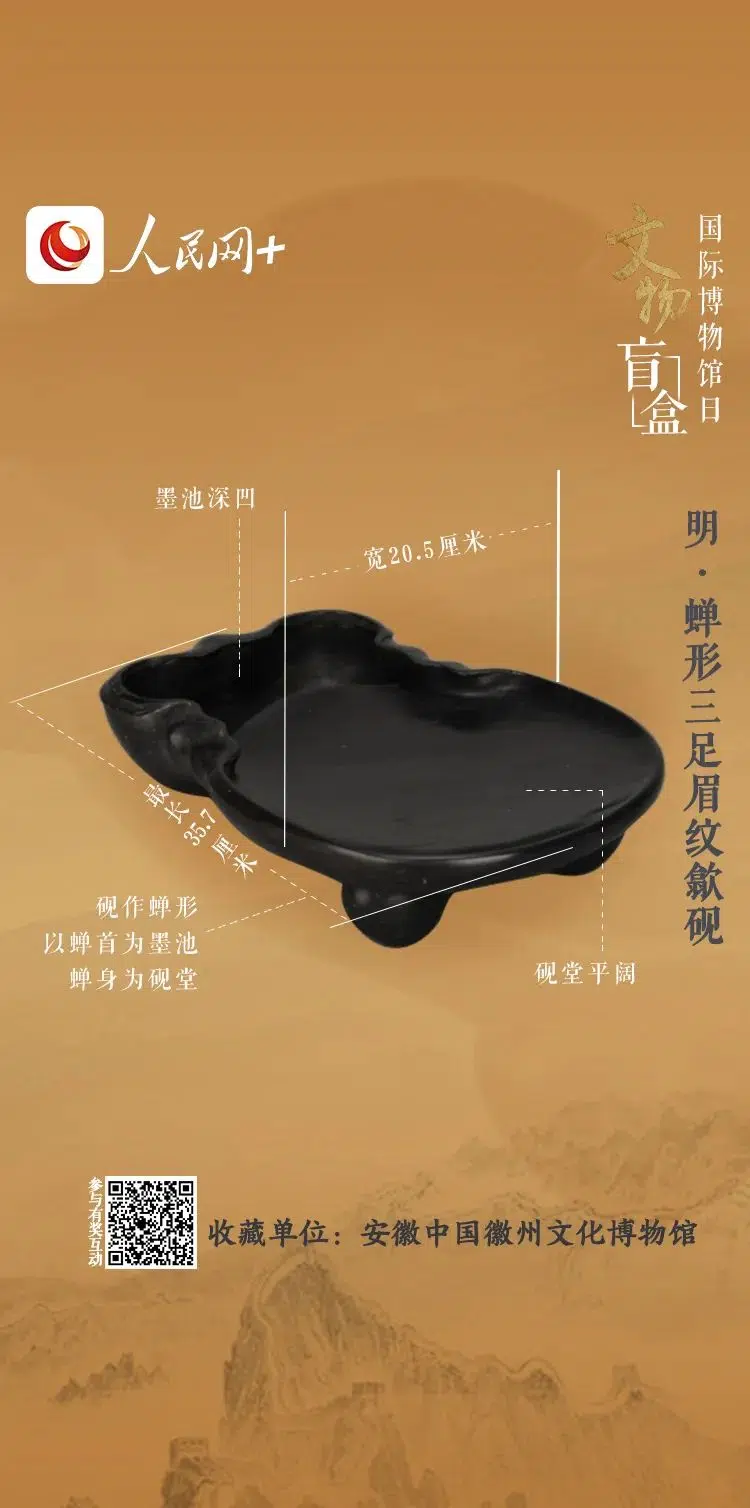 人民网+
国际博物馆日
文物
盲盒
明·蝉形三足眉纹歙砚
墨池深凹
宽20.5厘米
最长35.7厘米
砚作蝉形
以蝉首为墨池
蝉身为砚堂
砚堂平阔
参与有奖互动
收藏单位：安徽中国徽州文化博物馆